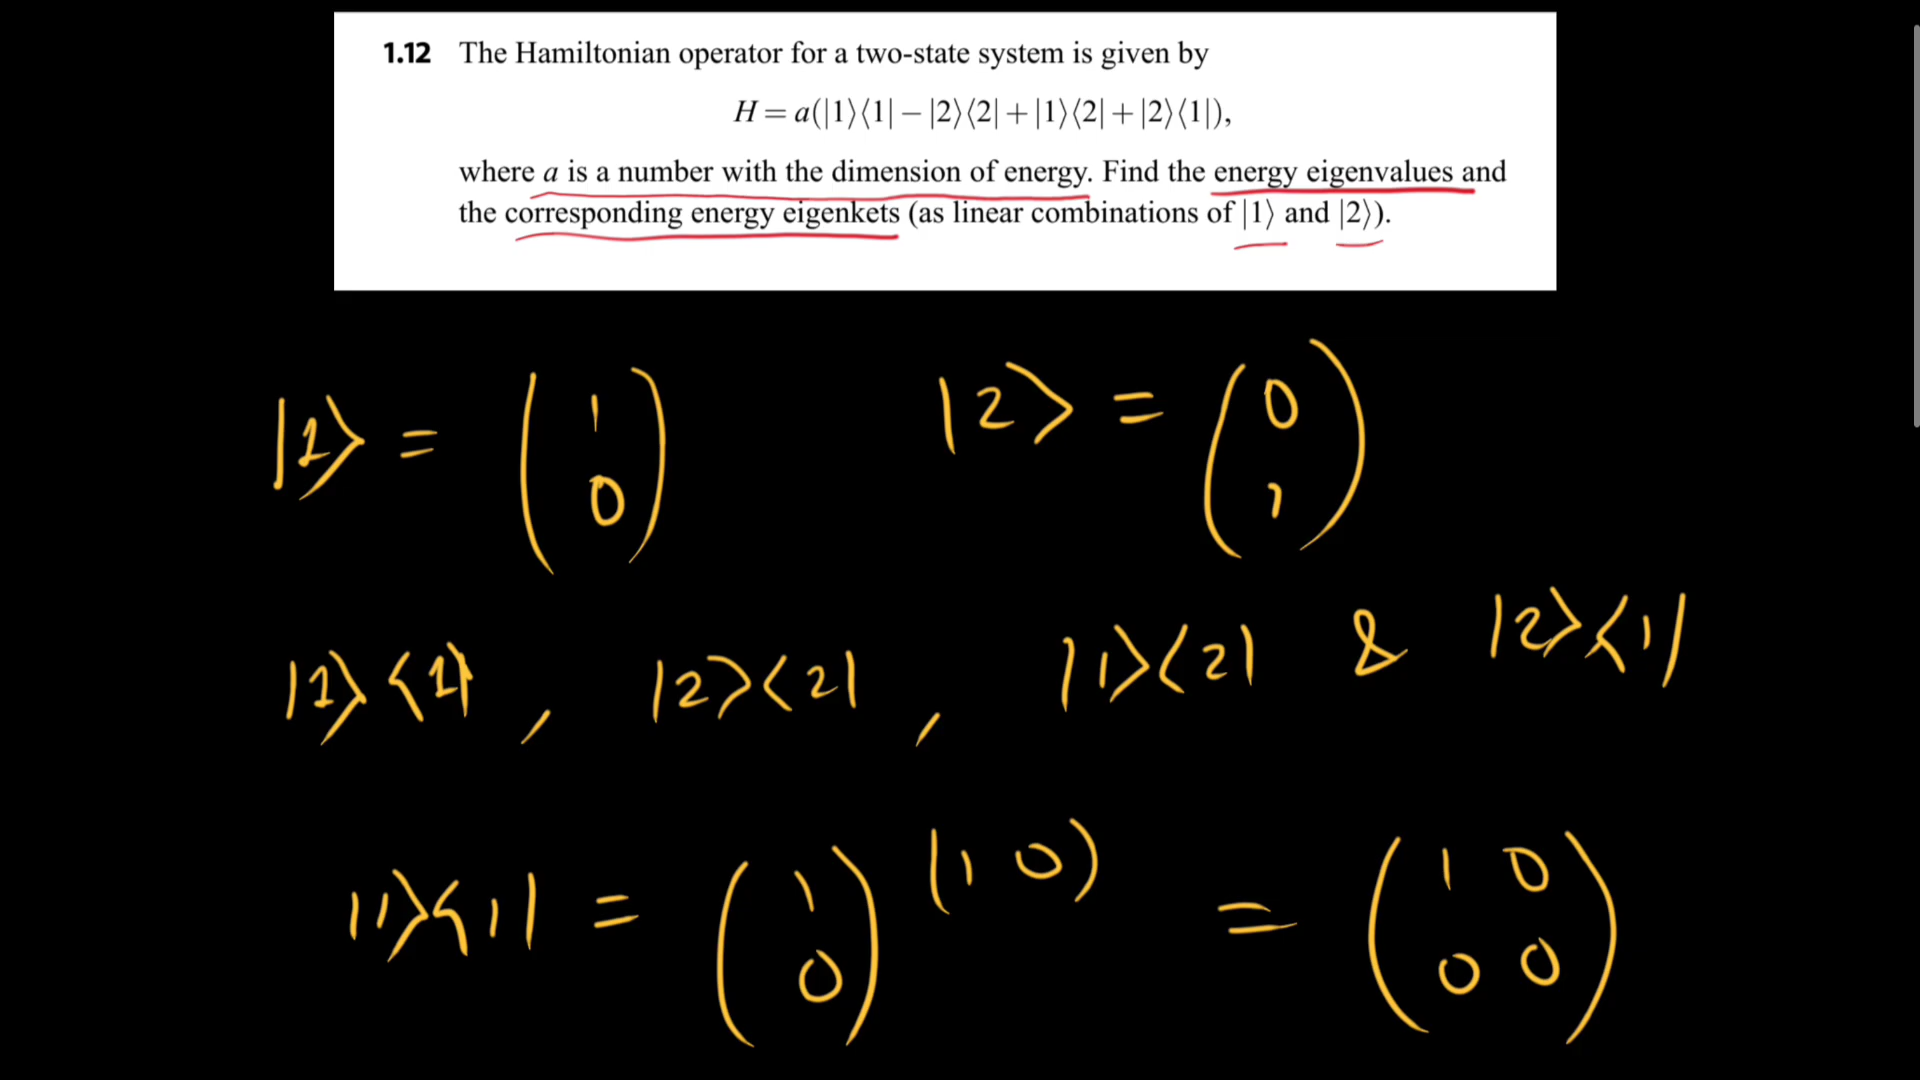 1.12 The Hamiltonian operator for a two-state system is given by
H = a(|1⟩⟨1| − |2⟩⟨2| + |1⟩⟨2| + |2⟩⟨1|),
where a is a number with the dimension of energy. Find the energy eigenvalues and
the corresponding energy eigenkets (as linear combinations of |1⟩ and |2⟩).
|1⟩ = (1 0) |2⟩ = (0 1)
|1⟩⟨1|, |2⟩⟨2|, |1⟩⟨2| & |2⟩⟨1|
|1⟩⟨1| = (1 0) (1 0) = (1 0 0 0)